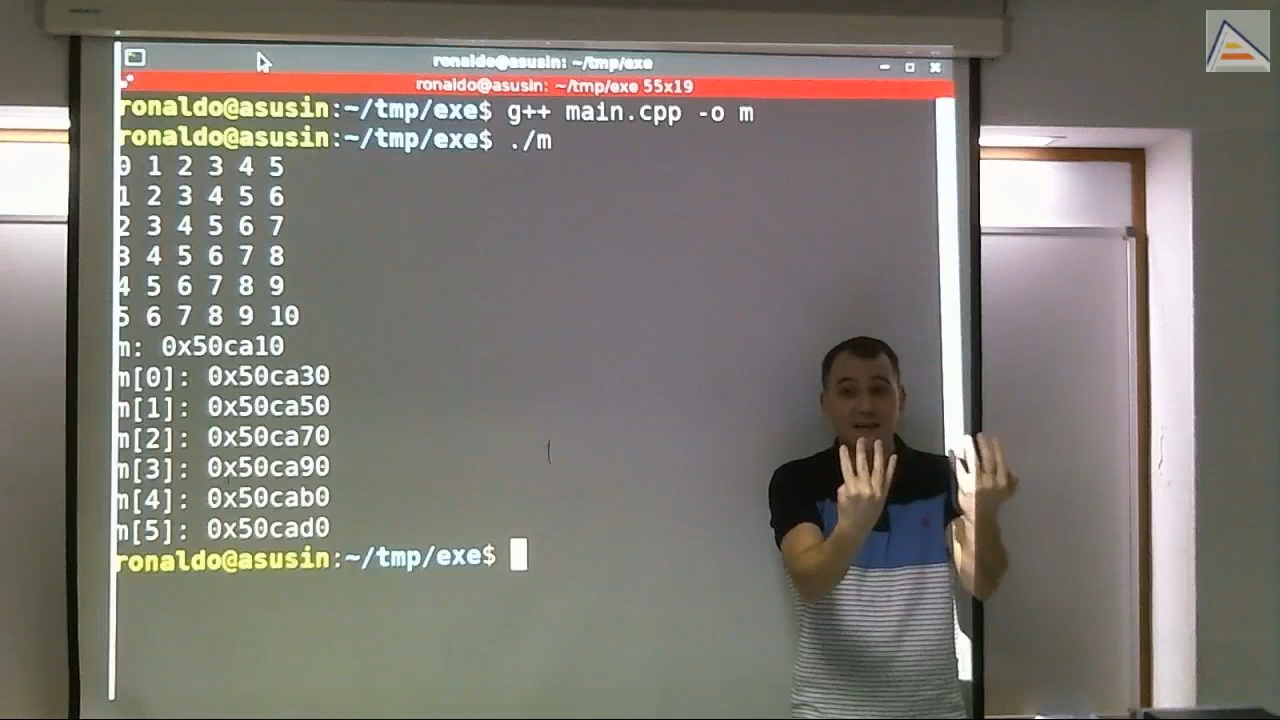 ronaldo@asusin: ~/tmp/exe
ronaldo@asusin: ~/tmp/exe 55x19
ronaldo@asusin:~/tmp/exe$ g++ main.cpp -o m
ronaldo@asusin:~/tmp/exe$ ./m
0 1 2 3 4 5
1 2 3 4 5 6
2 3 4 5 6 7
3 4 5 6 7 8
4 5 6 7 8 9
5 6 7 8 9 10
m: 0x50ca10
m[0]: 0x50ca30
m[1]: 0x50ca50
m[2]: 0x50ca70
m[3]: 0x50ca90
m[4]: 0x50cab0
m[5]: 0x50cad0
ronaldo@asusin:~/tmp/exe$